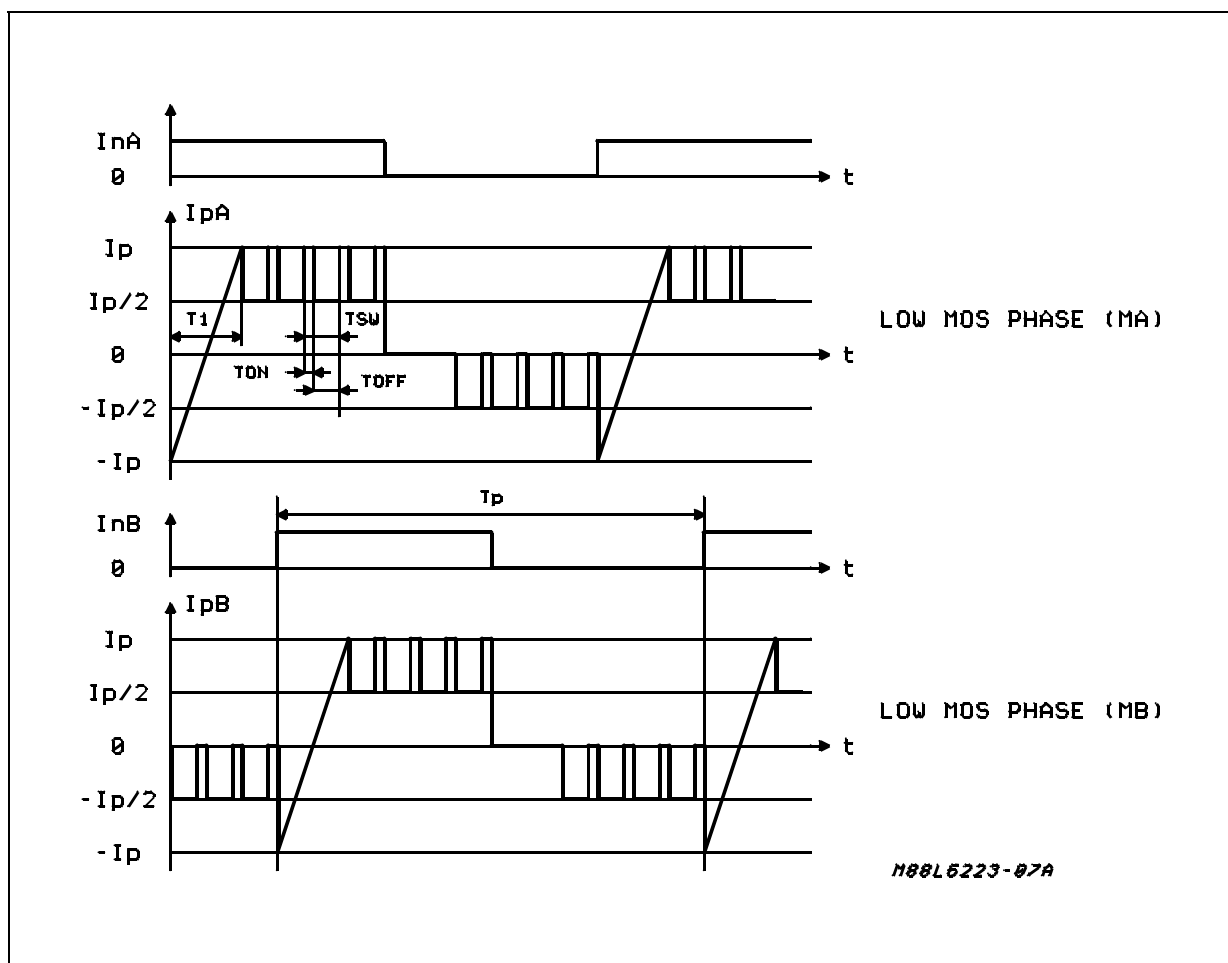 InA
0
t
IpA
Ip
Ip/2
T1
TSW
LOW MOS PHASE (MA)
0
t
TON
TOFF
-Ip/2
-Ip
Tp
InB
0
t
IpB
Ip
Ip/2
LOW MOS PHASE (MB)
0
t
-Ip/2
-Ip
M88L6223-07A